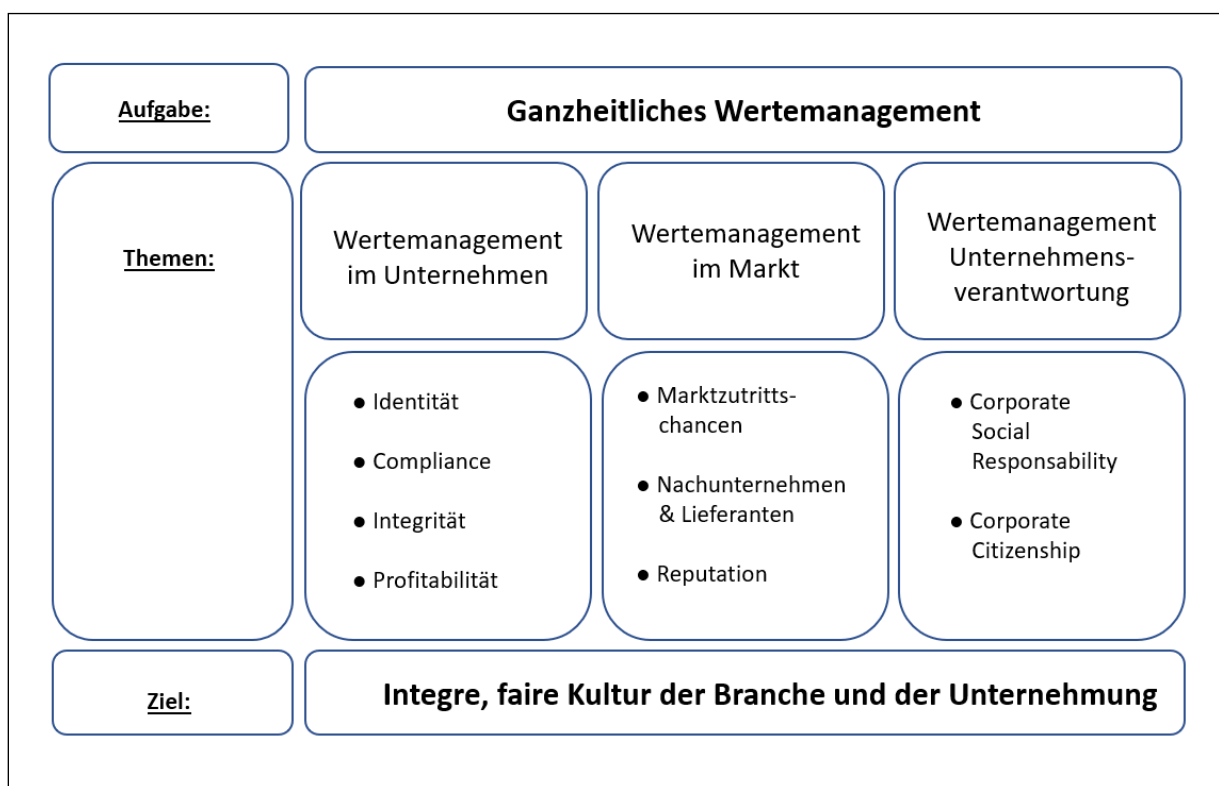 Aufgabe:
Ganzheitliches Wertemanagement
Themen:
Wertemanagement
im Unternehmen
Wertemanagement
im Markt
Wertemanagement
Unternehmens-
verantwortung
● Identität
● Compliance
● Integrität
● Profitabilität
● Marktzutritts-
chancen
● Nachunternehmen
& Lieferanten
● Reputation
● Corporate
Social
Responsability
● Corporate
Citizenship
Ziel:
Integre, faire Kultur der Branche und der Unternehmung